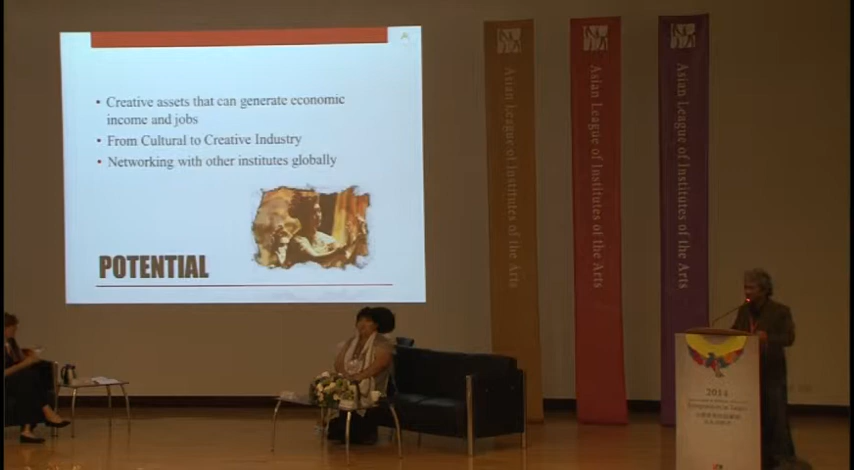 • Creative assets that can generate economic
income and jobs
• From Cultural to Creative Industry
• Networking with other institutes globally
POTENTIAL
Asian League of Institutes of the Arts
Asian League of Institutes of the Arts
Asian League of Institutes of the Arts
2014